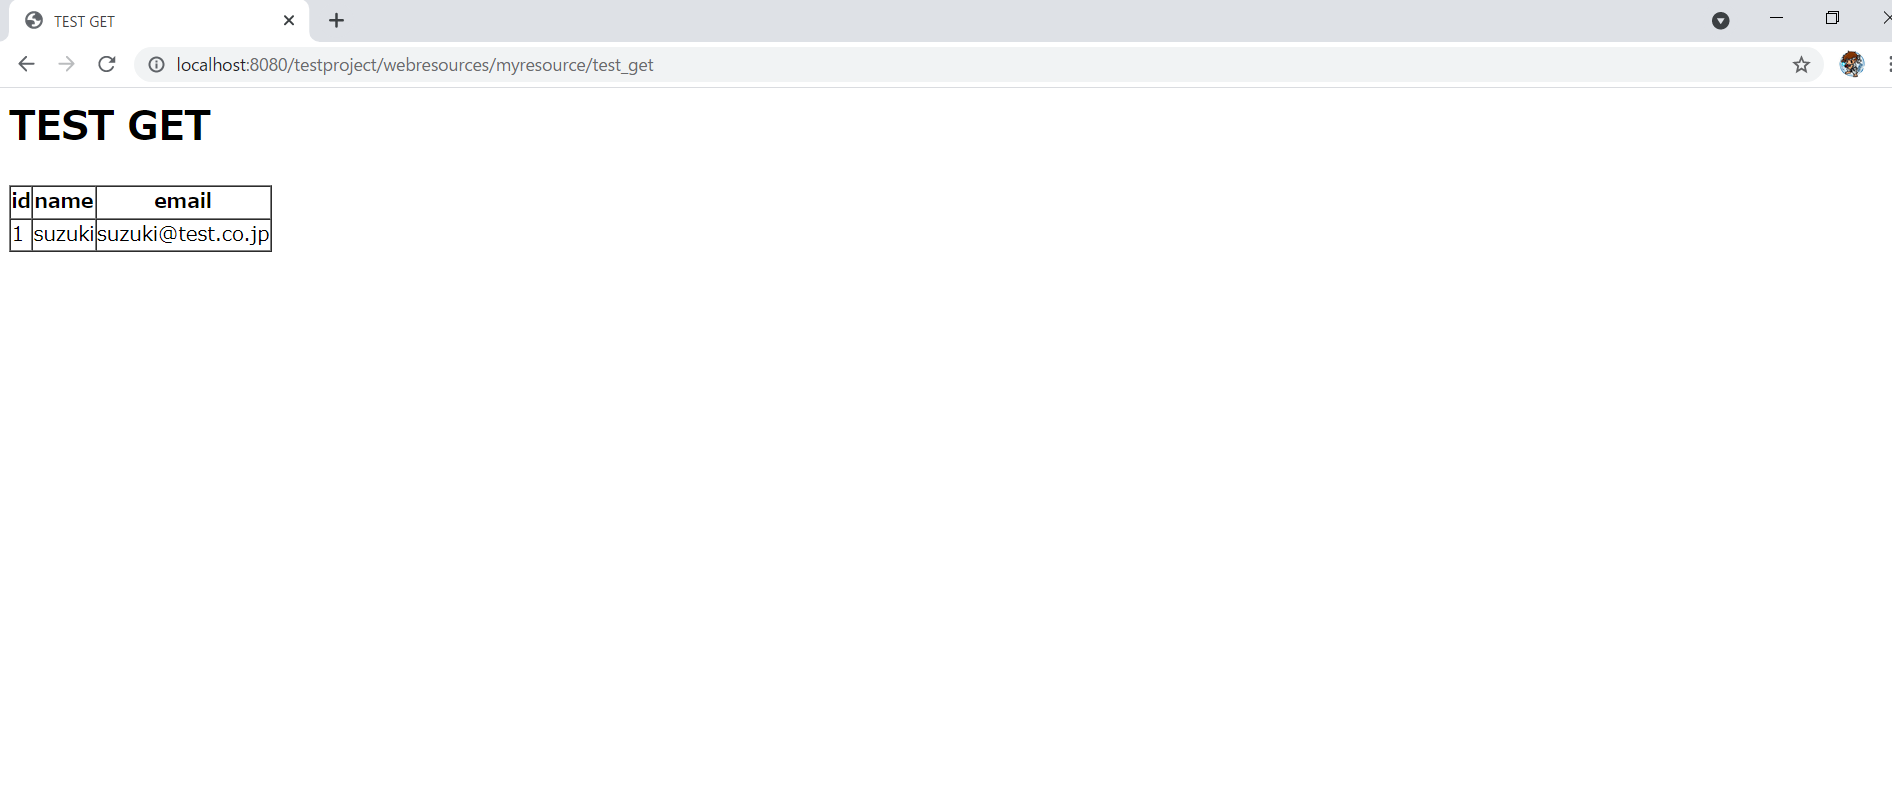 TEST GET
localhost:8080/testproject/webresources/myresource/test_get
TEST GET
id name email
1 suzuki suzuki@test.co.jp